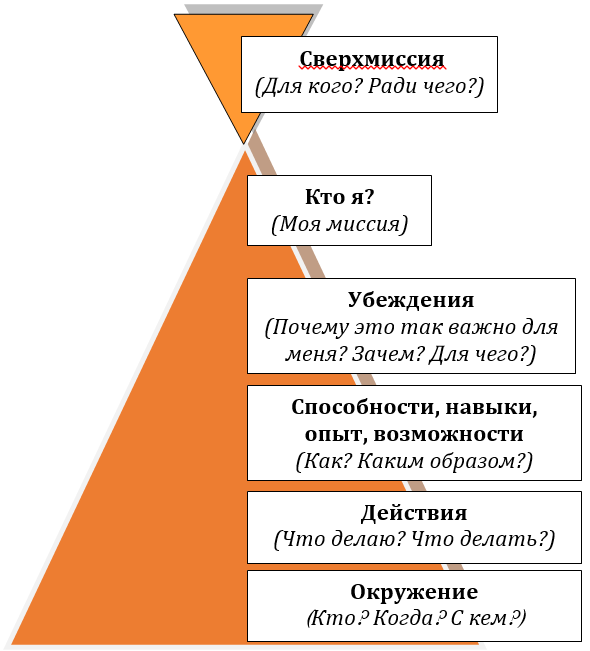 Сверхмиссия
(Для кого? Ради чего?)
Кто я?
(Моя миссия)
Убеждения
(Почему это так важно для
меня? Зачем? Для чего?)
Способности, навыки,
опыт, возможности
(Как? Каким образом?)
Действия
(Что делаю? Что делать?)
Окружение
(Кто? Когда? С кем?)